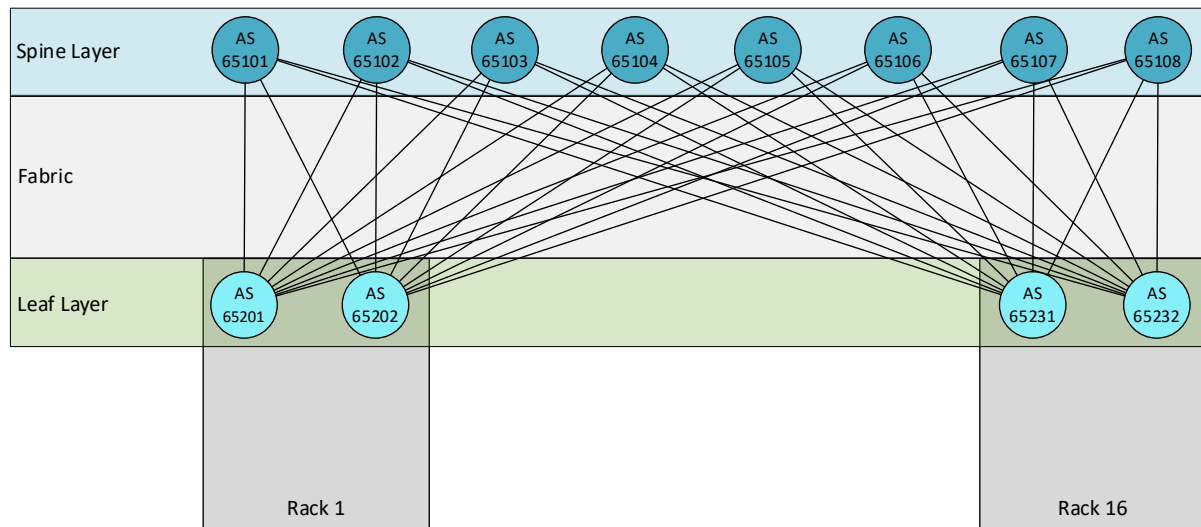 Spine Layer
AS
65101
AS
65102
AS
65103
AS
65104
AS
65105
AS
65106
AS
65107
AS
65108
Fabric
Leaf Layer
AS
65201
AS
65202
AS
65231
AS
65232
Rack 1
Rack 16